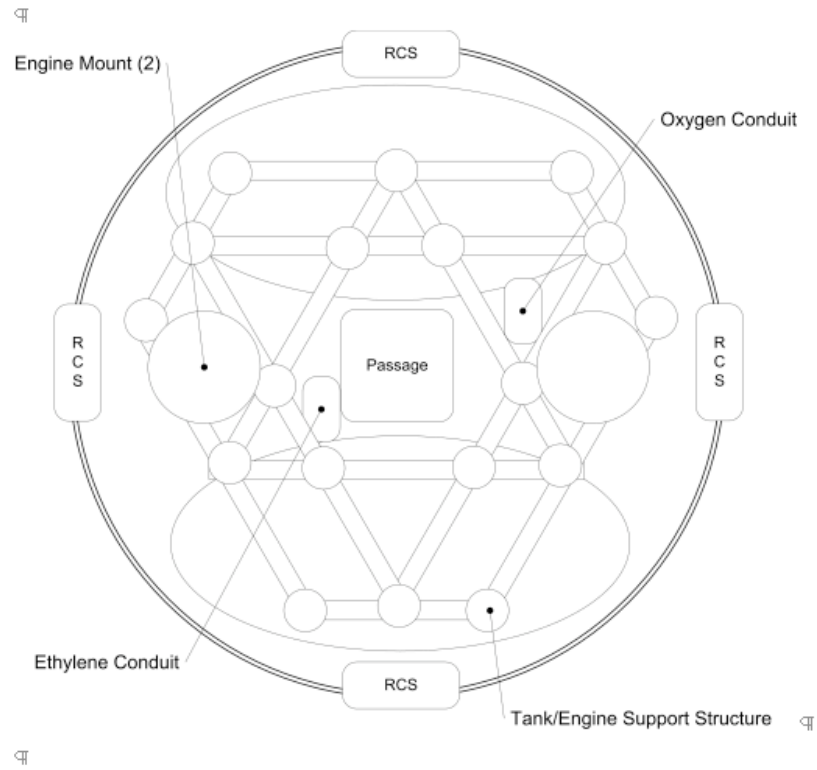 ¶
RCS
Engine Mount (2)
Oxygen Conduit
R
C
S
Passage
R
C
S
Ethylene Conduit
RCS
Tank/Engine Support Structure ¶
¶